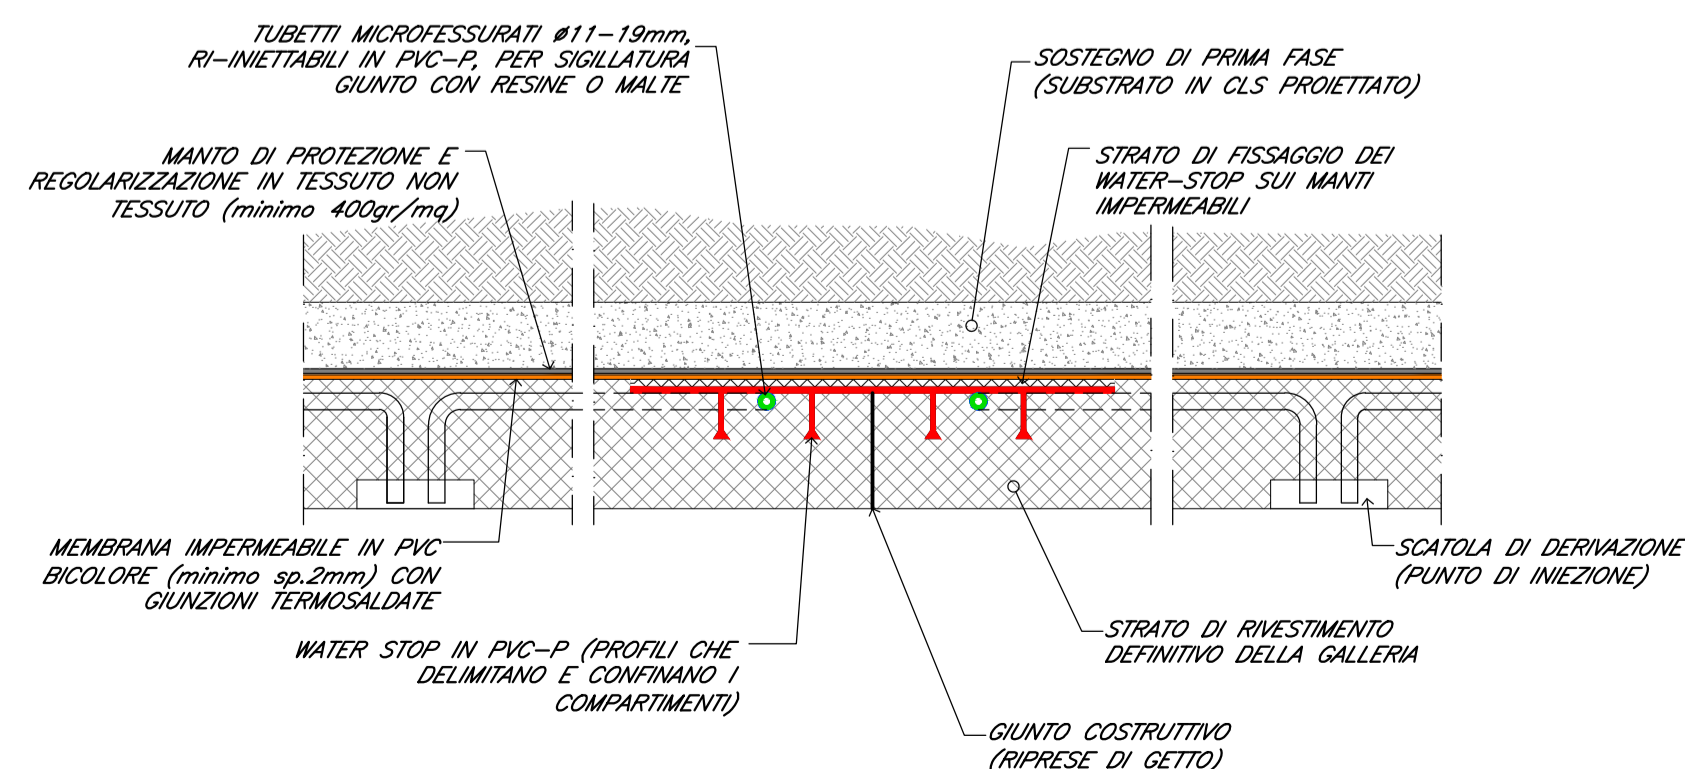 TUBETTI MICROFESSURATI ø11-19mm,
RI-INIETTABILI IN PVC-P, PER SIGILLATURA
GIUNTO CON RESINE O MALTE
SOSTEGNO DI PRIMA FASE
(SUBSTRATO IN CLS PROIETTATO)
MANTO DI PROTEZIONE E
REGOLARIZZAZIONE IN TESSUTO NON
TESSUTO (minimo 400gr/mq)
STRATO DI FISSAGGIO DEI
WATER-STOP SUI MANTI
IMPERMEABILI
MEMBRANA IMPERMEABILE IN PVC
BICOLORE (minimo sp.2mm) CON
GIUNZIONI TERMOSALDATE
SCATOLA DI DERIVAZIONE
(PUNTO DI INIEZIONE)
WATER STOP IN PVC-P (PROFILI CHE
DELIMITANO E CONFINANO I
COMPARTIMENTI)
STRATO DI RIVESTIMENTO
DEFINITIVO DELLA GALLERIA
GIUNTO COSTRUTTIVO
(RIPRESE DI GETTO)